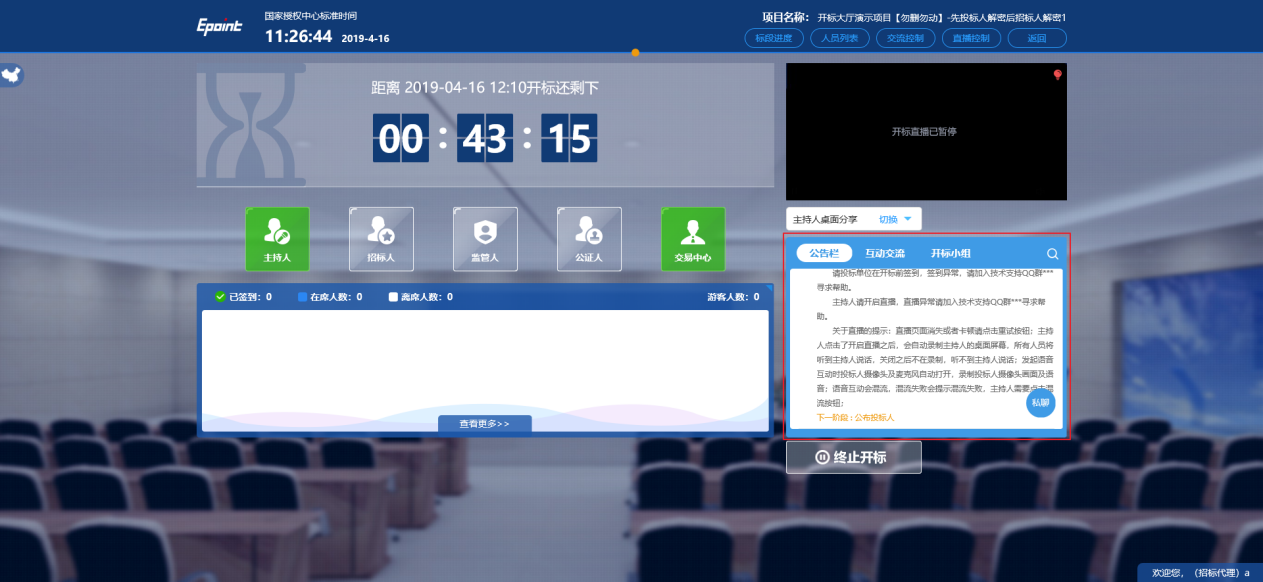 Epoint
国家授权中心标准时间
11:26:44 2019-4-16
项目名称: 开标大厅演示项目【勿删勿动】-先投标人解密后招标人解密1
标段进度 人员列表 交流控制 直播控制 返回
距离 2019-04-16 12:10开标还剩下
00 : 43 : 15
开标直播已暂停
主持人 招标人 监管人 公证人 交易中心
主持人桌面分享 切换
公告栏 互动交流 开标小组
请投标单位在开标前签到，签到异常，请加入技术支持QQ群***
寻求帮助。
主持人请开启直播，直播异常请加入技术支持QQ群***寻求帮
助。
关于直播的提示：直播页面消失或者卡顿请点击重试按钮；主持
人点击了开启直播之后，会自动录制主持人的桌面屏幕，所有人员将
听到主持人说话，关闭之后不在录制，听不到主持人说话；发起语音
互动时投标人摄像头及麦克风自动打开，录制投标人摄像头画面及语
音；语音互动会混流，混流失败会提示混流失败，主持人需要点击混
流按钮；
私聊
下一阶段 : 公布投标人
已签到: 0 在席人数: 0 离席人数: 0 游客人数: 0
查看更多>>
终止开标
欢迎您, （招标代理）a